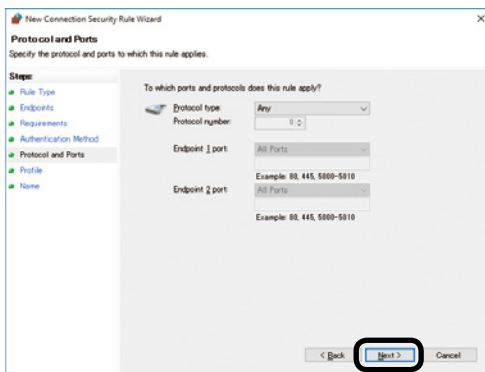 New Connection Security Rule Wizard
Protocol and Ports
Specify the protocol and ports to which this rule applies.
Steps:
Rule Type
Endpoints
Requirements
Authentication Method
Protocol and Ports
Profile
Name
To which ports and protocols does this rule apply?
Protocol type: Any
Protocol number: 0
Endpoint 1 port: All Ports
Example: 80, 445, 5000-5010
Endpoint 2 port: All Ports
Example: 80, 445, 5000-5010
< Back Next > Cancel